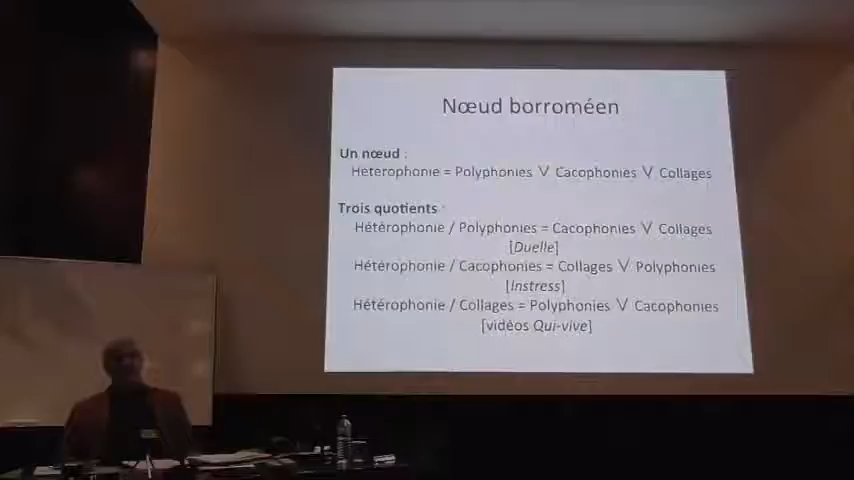 Nœud borroméen
Un nœud :
Hétérophonie = Polyphonies V Cacophonies V Collages
Trois quotients :
Hétérophonie / Polyphonies = Cacophonies V Collages
[Duelle]
Hétérophonie / Cacophonies = Collages V Polyphonies
[Instress]
Hétérophonie / Collages = Polyphonies V Cacophonies
[vidéos Qui-vive]